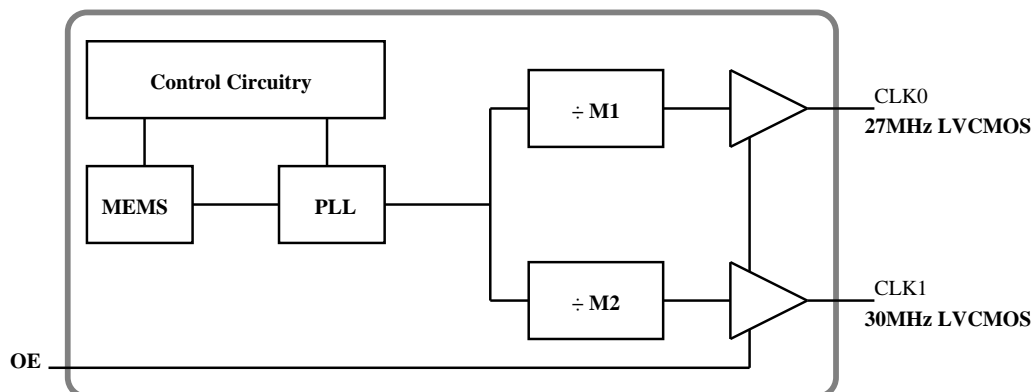 Control Circuitry
MEMS
PLL
÷ M1
÷ M2
CLK0
27MHz LVCMOS
CLK1
30MHz LVCMOS
OE